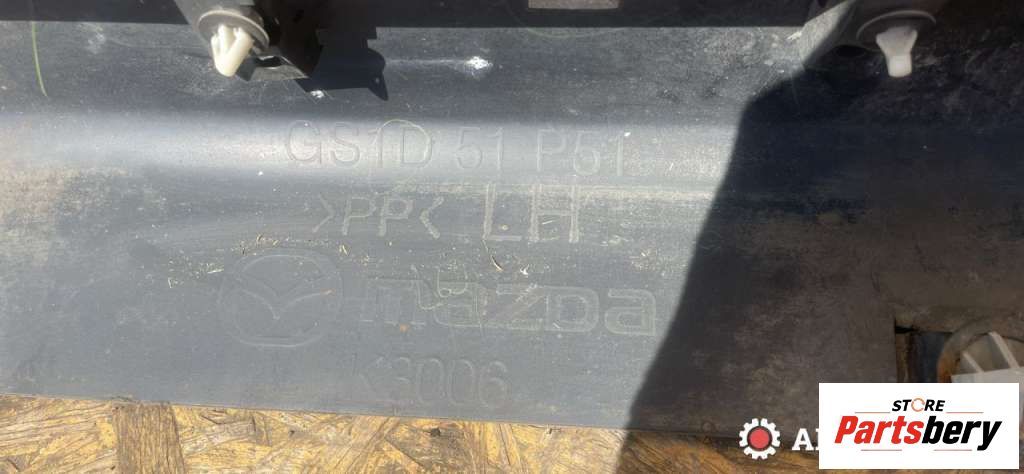 GS1D 51 P51
>PP< LH
mazda
K3006
STORE
Partsbery